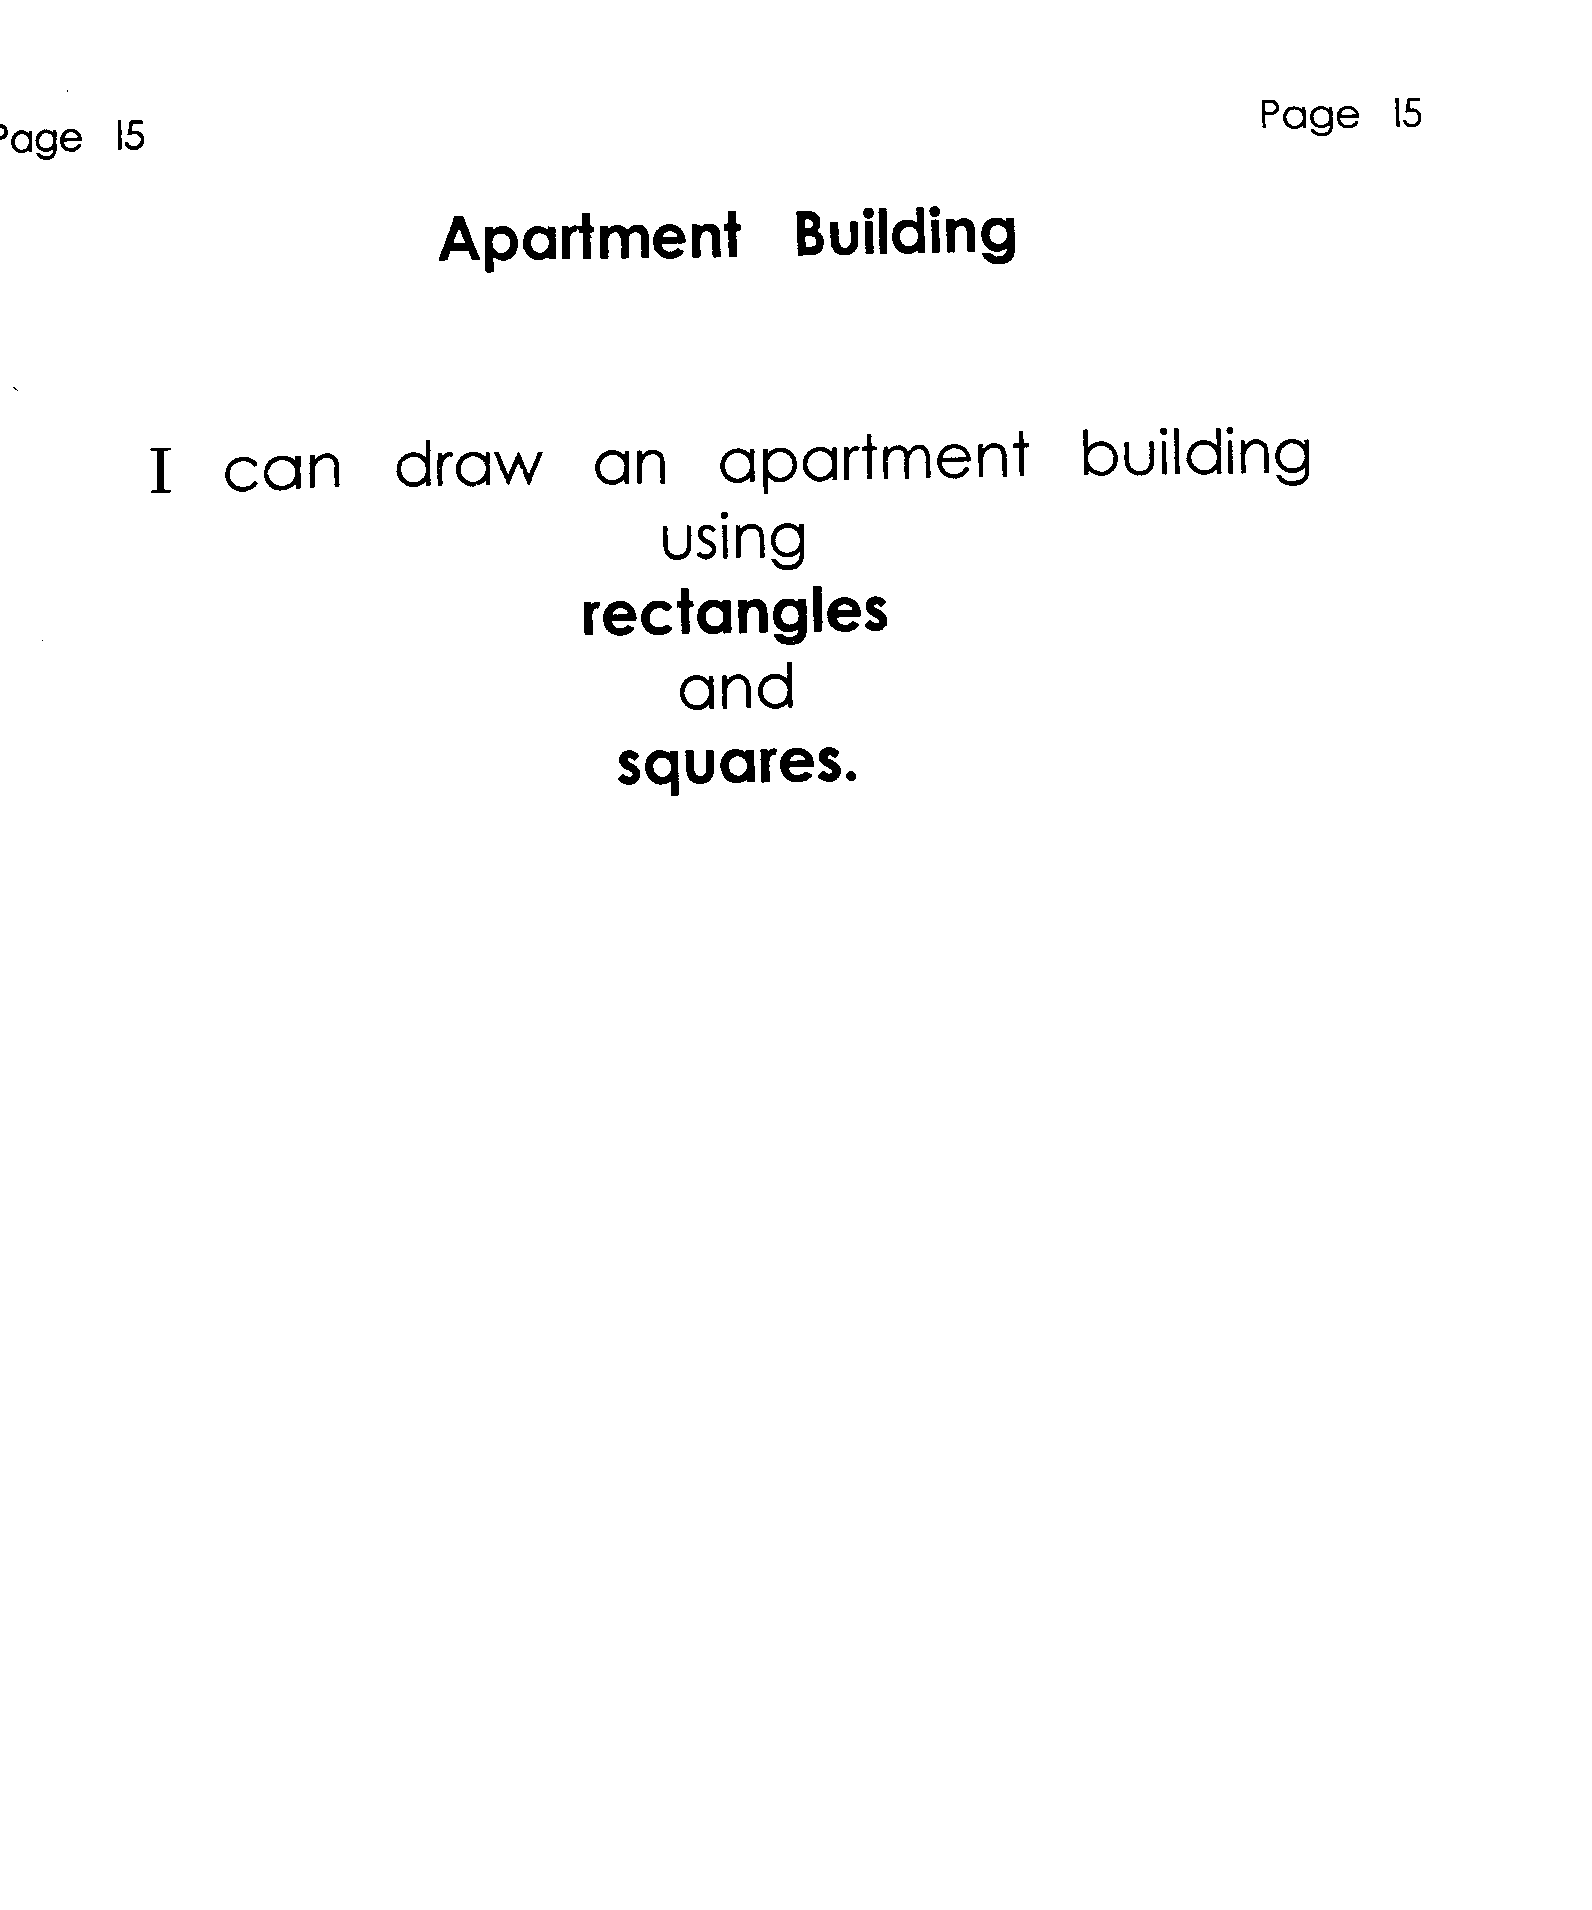 Page 15
Page 15
Apartment Building
I can draw an apartment building
using
rectangles
and
squares.